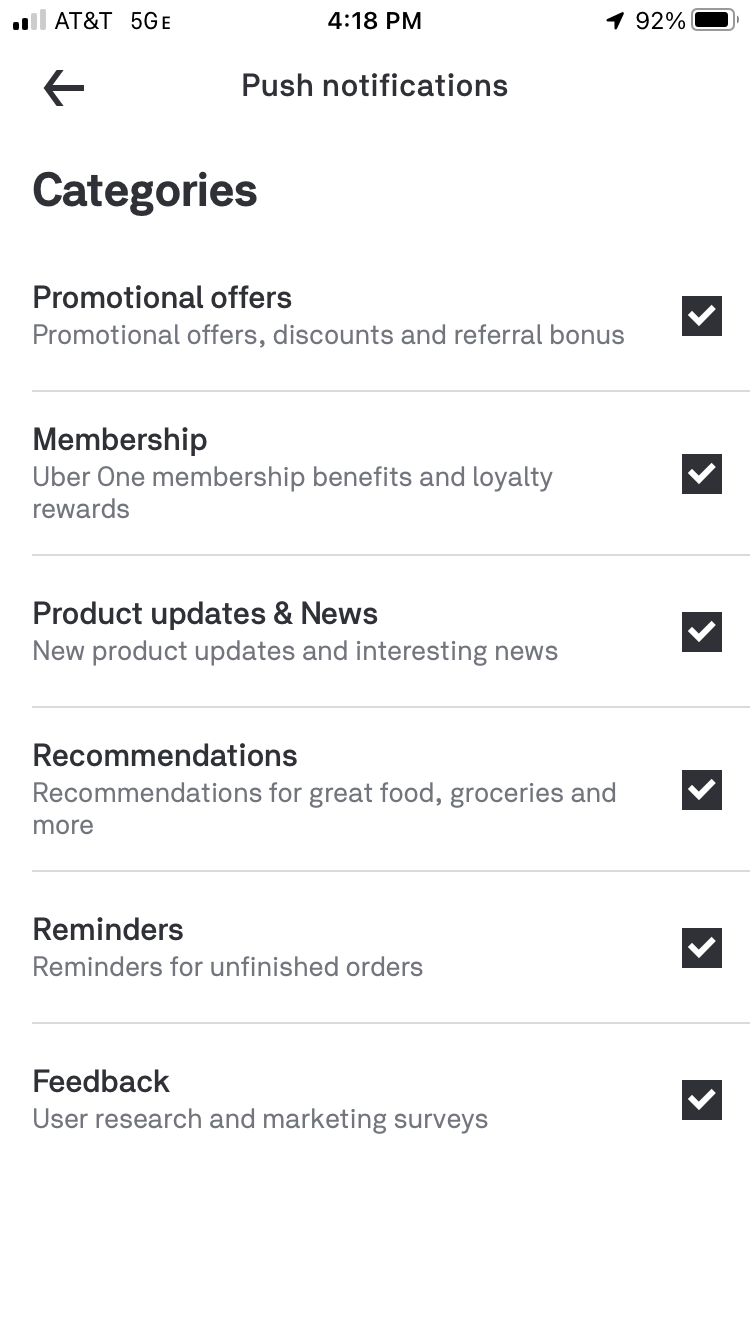 AT&T 5GE 4:18 PM 92%
Push notifications
Categories
Promotional offers
Promotional offers, discounts and referral bonus
Membership
Uber One membership benefits and loyalty
rewards
Product updates & News
New product updates and interesting news
Recommendations
Recommendations for great food, groceries and
more
Reminders
Reminders for unfinished orders
Feedback
User research and marketing surveys